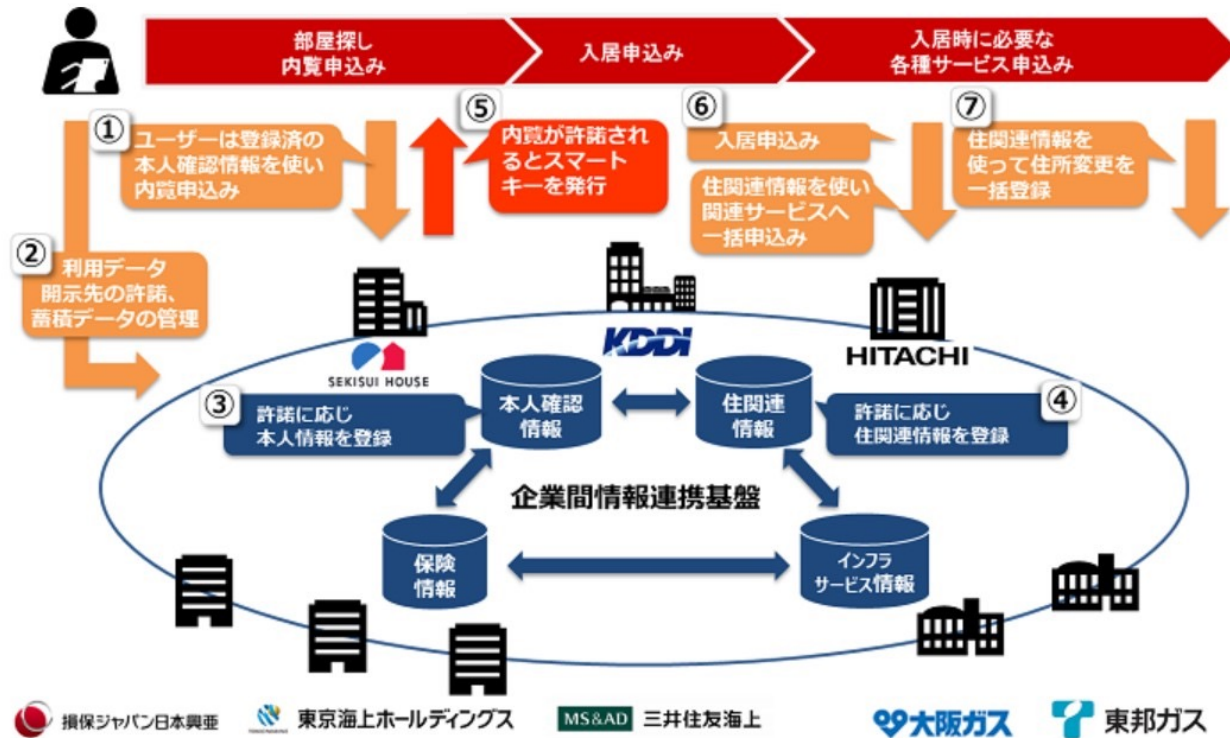 部屋探し
内覧申込み
入居申込み
入居時に必要な
各種サービス申込み
①
ユーザーは登録済の
本人確認情報を使い
内覧申込み
⑤
内覧が許諾され
るとスマート
キーを発行
⑥
入居申込み
住関連情報を使い
関連サービスへ
一括申込み
⑦
住関連情報を
使って住所変更を
一括登録
②
利用データ
開示先の許諾、
蓄積データの管理
SEKISUI HOUSE
KDDI
HITACHI
③
許諾に応じ
本人情報を登録
本人確認
情報
住関連
情報
④
許諾に応じ
住関連情報を登録
企業間情報連携基盤
保険
情報
インフラ
サービス情報
損保ジャパン日本興亜
東京海上ホールディングス
MS&AD 三井住友海上
大阪ガス
東邦ガス